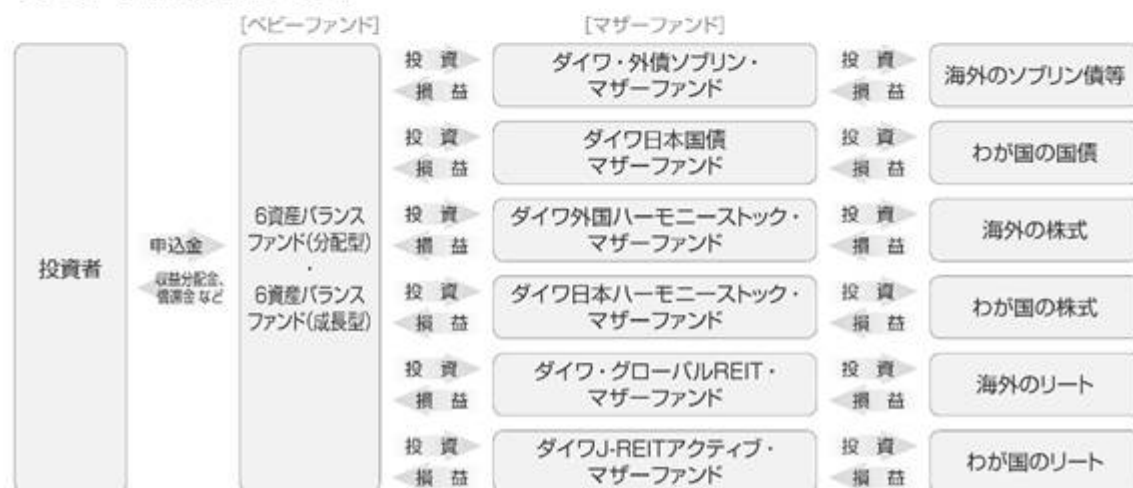 [ベビーファンド]
[マザーファンド]
投資者
申込金
収益分配金、
償還金 など
6資産バランス
ファンド(分配型)
・
6資産バランス
ファンド(成長型)
投 資
損 益
ダイワ・外債ソブリン・
マザーファンド
投 資
損 益
海外のソブリン債等
投 資
損 益
ダイワ日本国債
マザーファンド
投 資
損 益
わが国の国債
投 資
損 益
ダイワ外国ハーモニーストック・
マザーファンド
投 資
損 益
海外の株式
投 資
損 益
ダイワ日本ハーモニーストック・
マザーファンド
投 資
損 益
わが国の株式
投 資
損 益
ダイワ・グローバルREIT・
マザーファンド
投 資
損 益
海外のリート
投 資
損 益
ダイワJ-REITアクティブ・
マザーファンド
投 資
損 益
わが国のリート